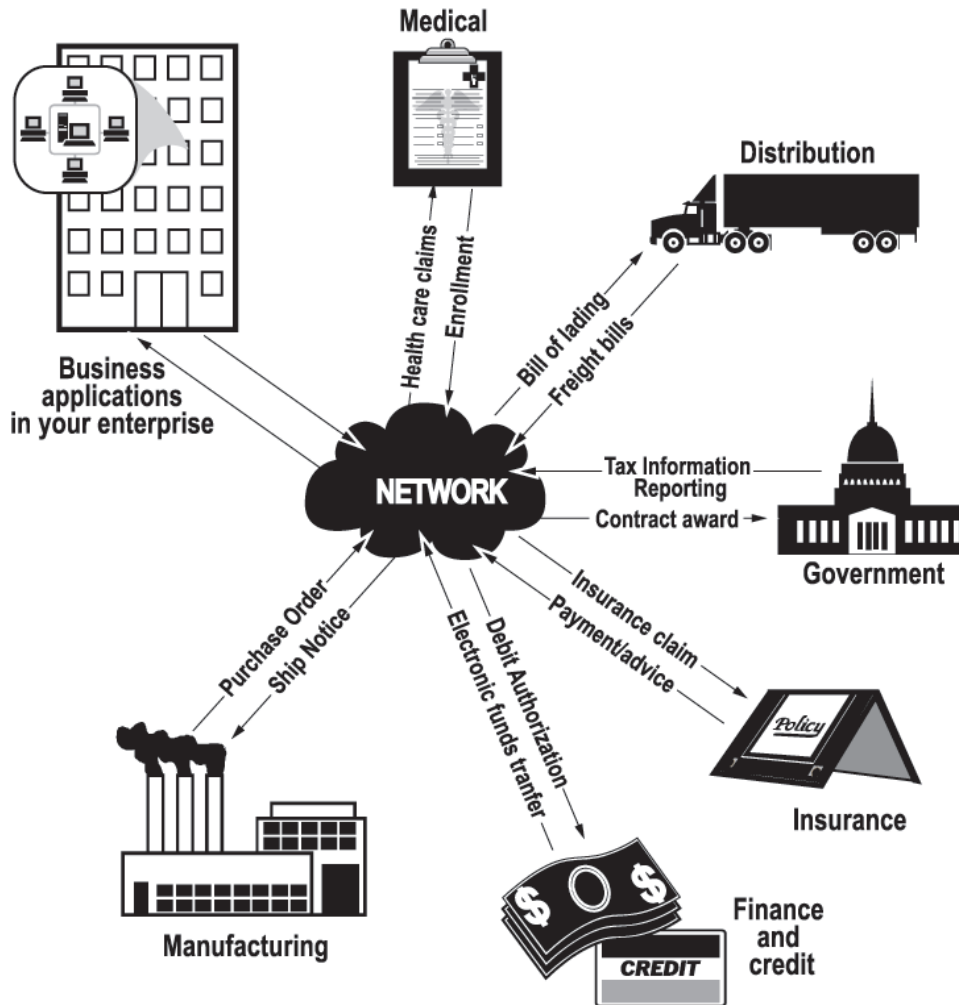 Medical
Distribution
Health care claims
Enrollment
Bill of lading
Freight bills
Business
applications
in your enterprise
NETWORK
Tax Information
Reporting
Contract award
Government
Purchase Order
Ship Notice
Electronic funds tranfer
Debit Authorization
Insurance claim
Payment/advice
Policy
Insurance
Manufacturing
$
$
CREDIT
Finance
and
credit